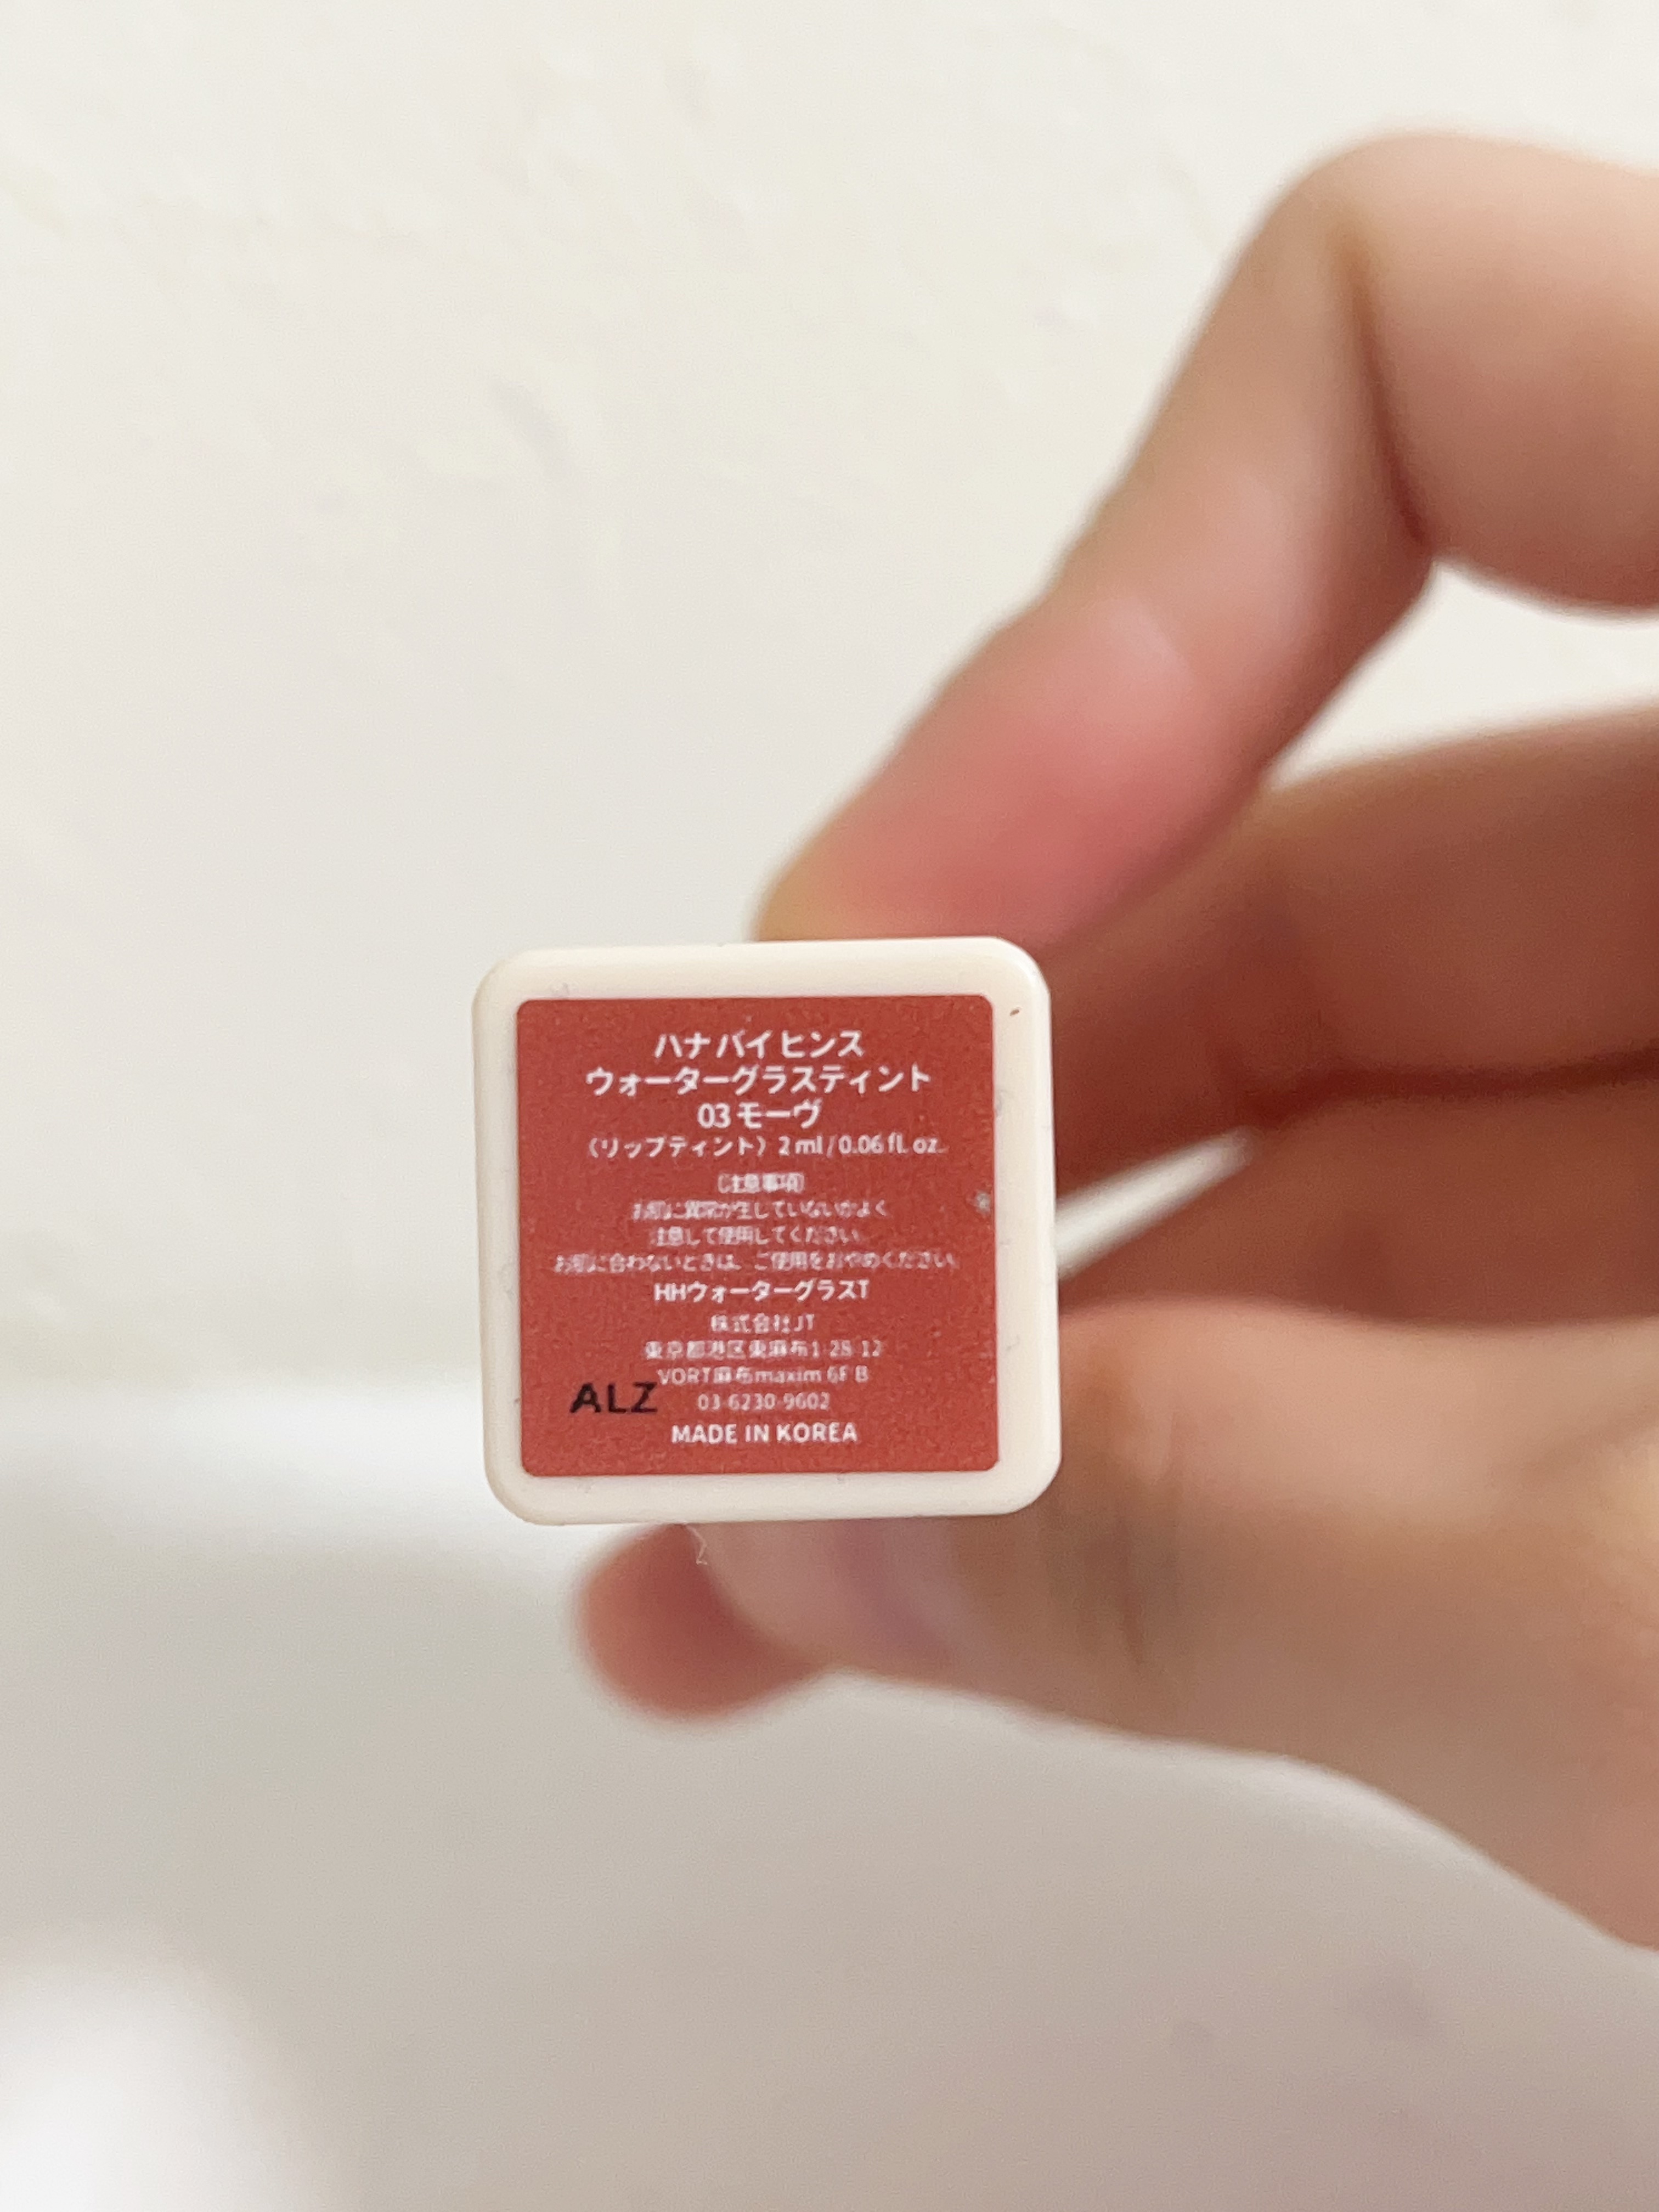 ハナ バイ ヒンス
ウォーターグラスティント
03 モーヴ
（リップティント）2 ml / 0.06 fl. oz.
〔注意事項〕
お肌に異常が生じていないかよく
注意して使用してください。
お肌に合わないときは、ご使用をおやめください。
HHウォーターグラスT
株式会社JT
東京都港区東麻布1-28-12
VORT麻布maxim 6F B
ALZ
03-6230-9602
MADE IN KOREA